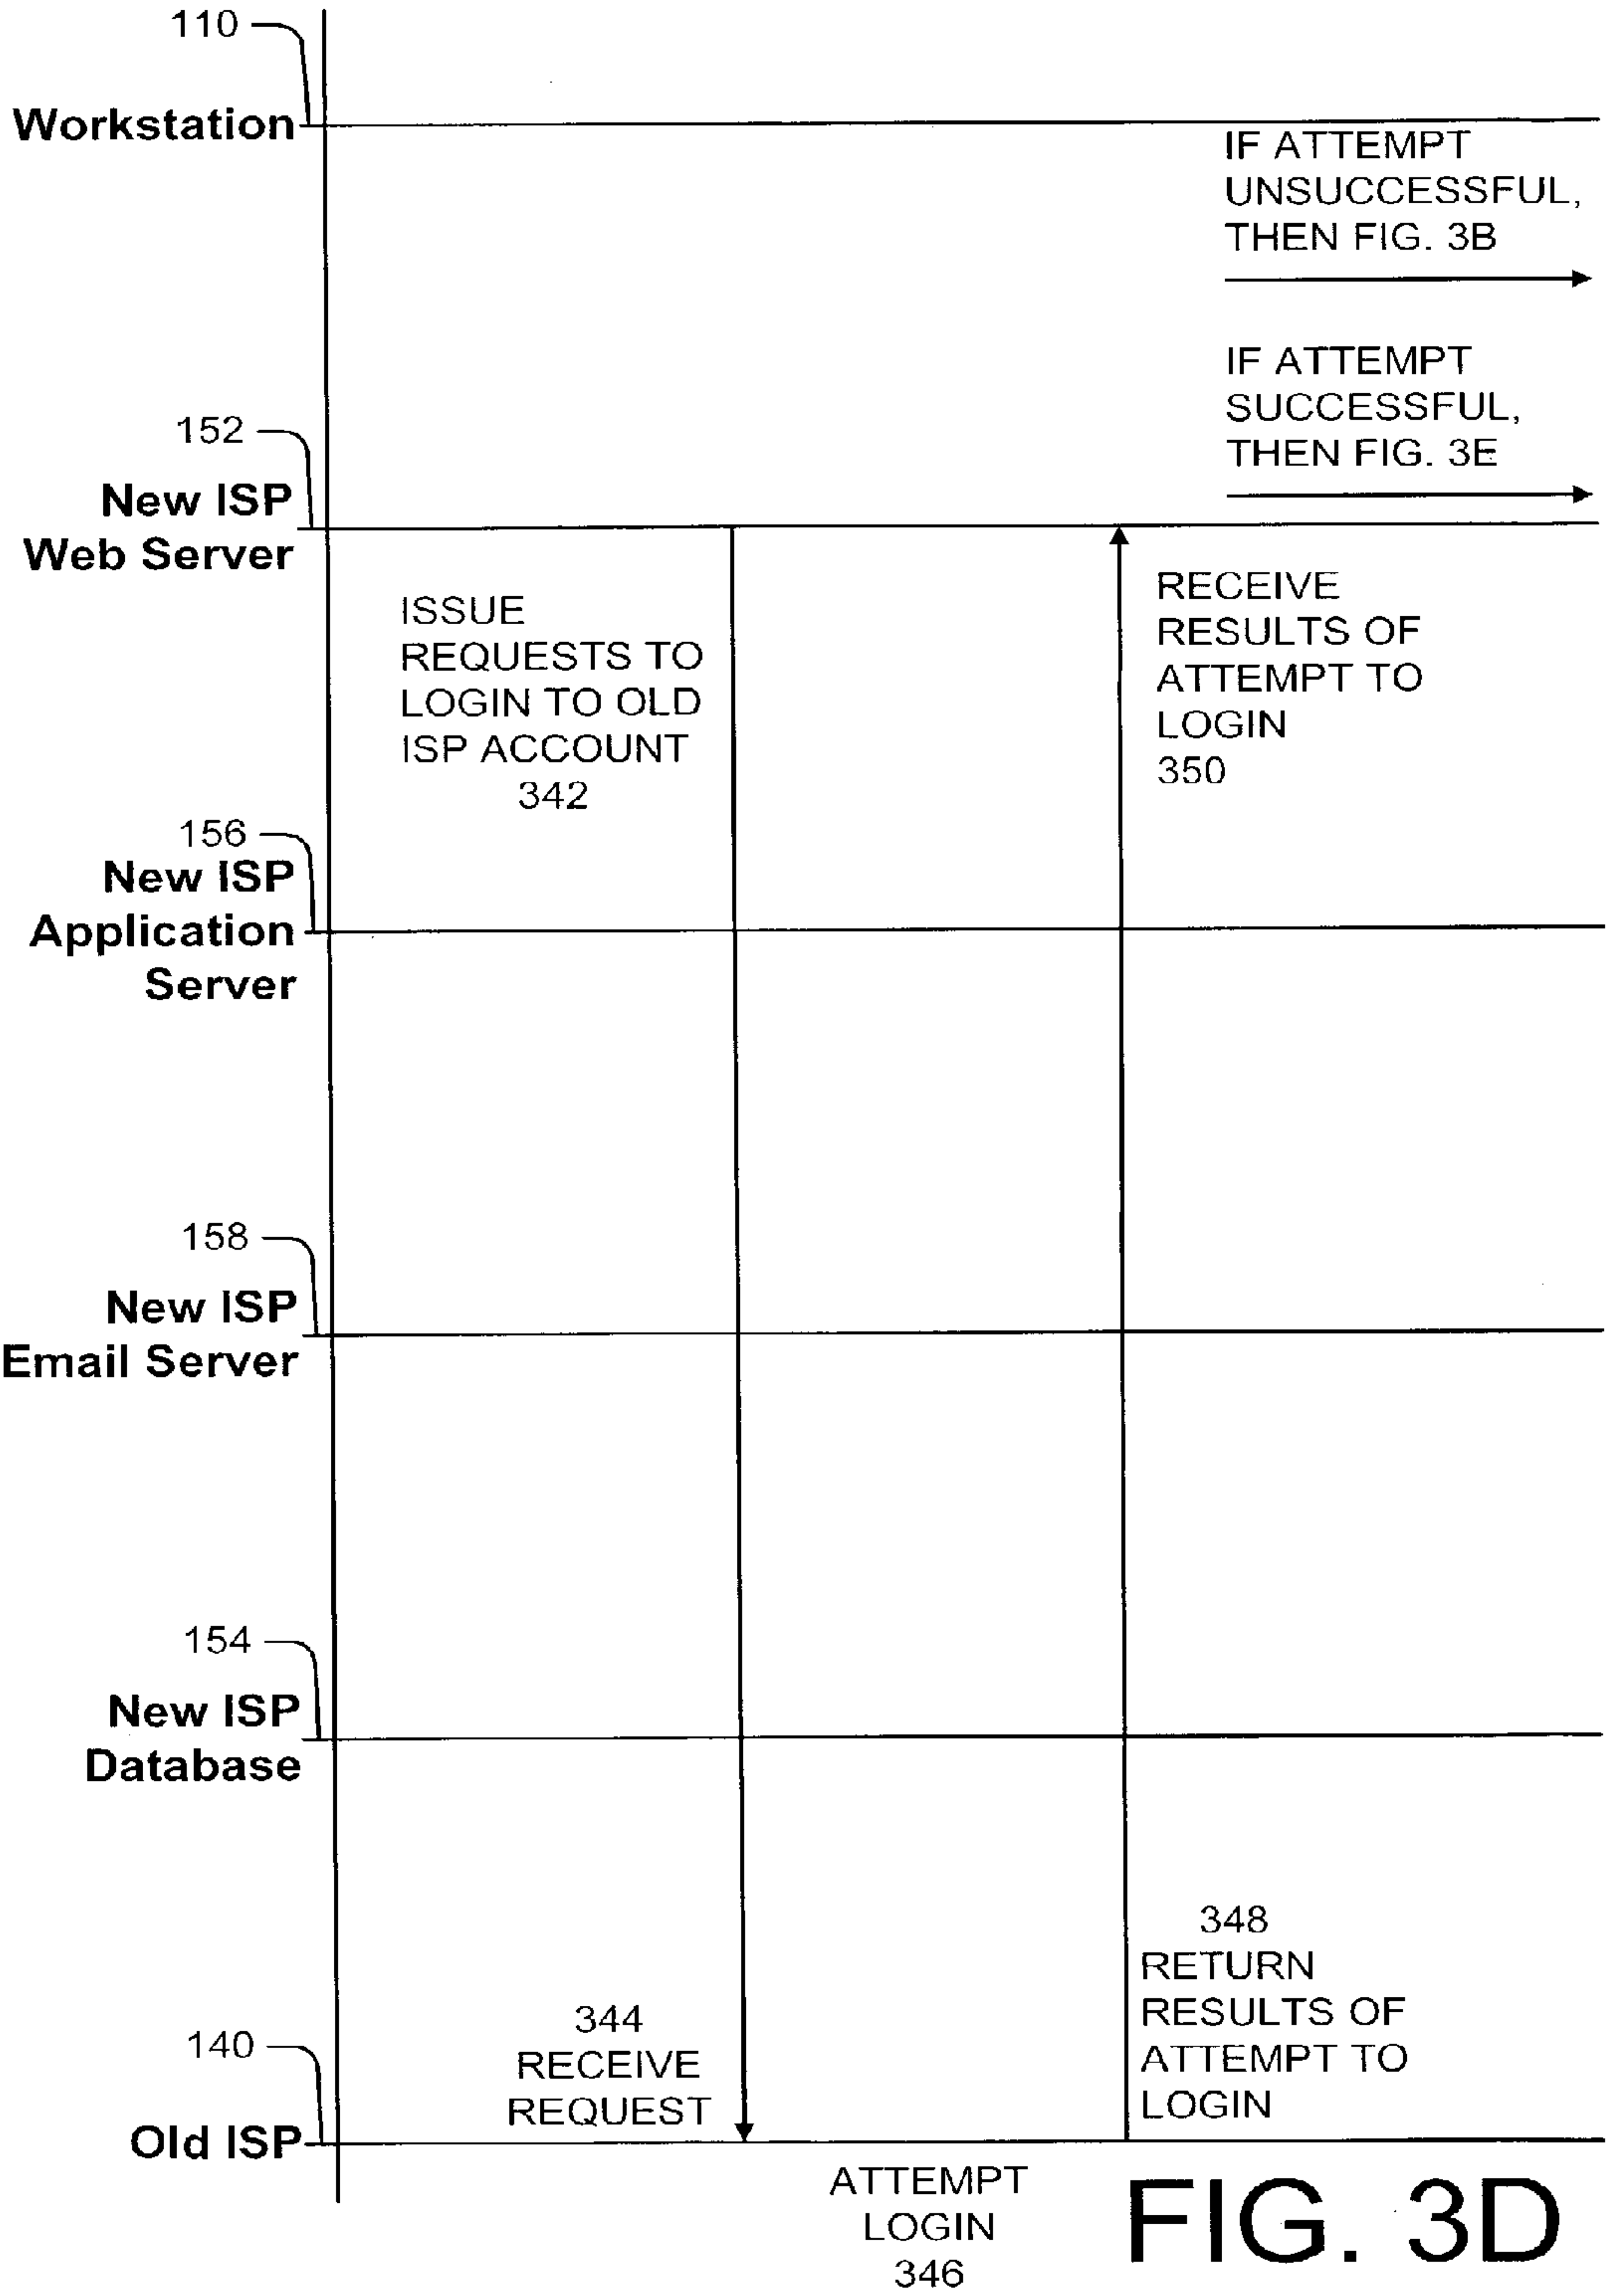 110
Workstation
IF ATTEMPT
UNSUCCESSFUL,
THEN FIG. 3B
IF ATTEMPT
SUCCESSFUL,
THEN FIG. 3E
152
New ISP
Web Server
ISSUE
REQUESTS TO
LOGIN TO OLD
ISP ACCOUNT
342
RECEIVE
RESULTS OF
ATTEMPT TO
LOGIN
350
156
New ISP
Application
Server
158
New ISP
Email Server
154
New ISP
Database
348
RETURN
RESULTS OF
ATTEMPT TO
LOGIN
344
RECEIVE
REQUEST
140
Old ISP
ATTEMPT
LOGIN
346
FIG. 3D